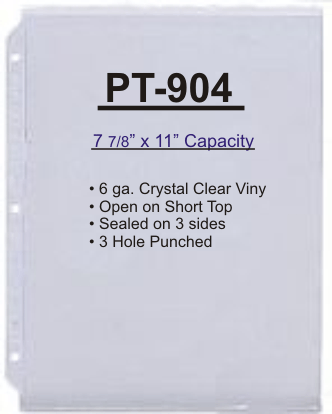 PT-904
7 7/8” x 11” Capacity
• 6 ga. Crystal Clear Viny
• Open on Short Top
• Sealed on 3 sides
• 3 Hole Punched